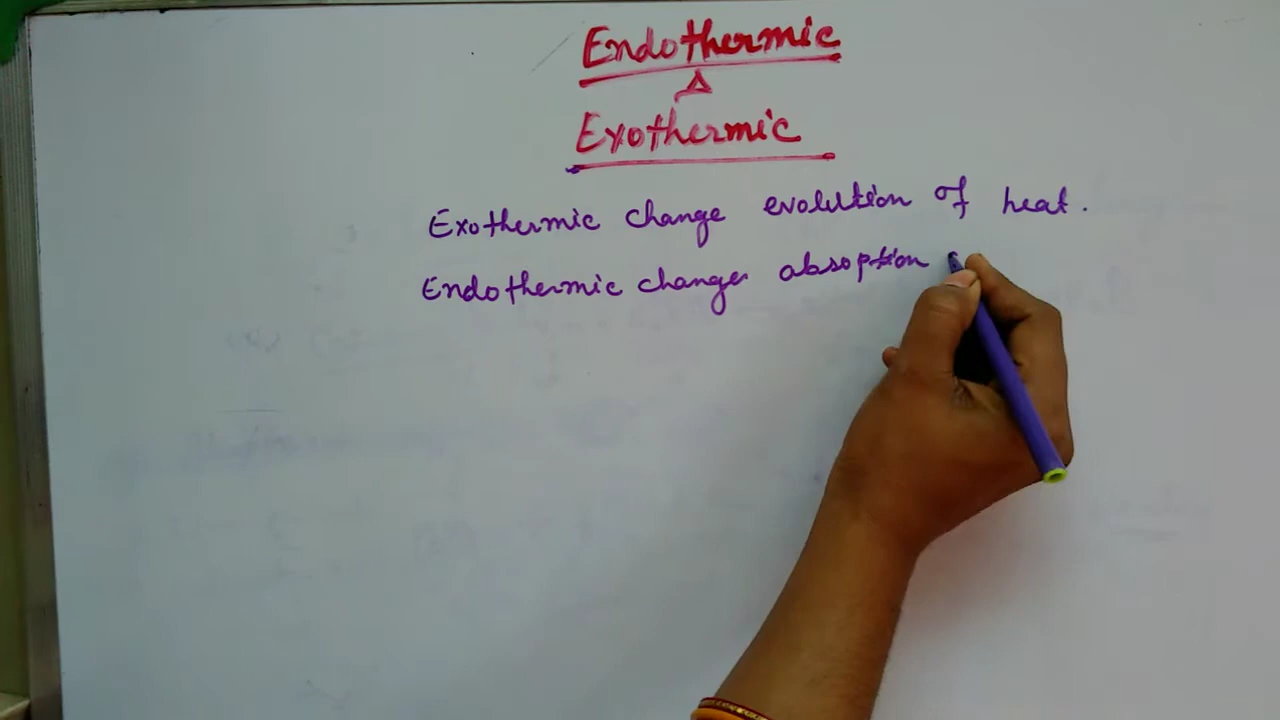 Endothermic
&
Exothermic
Exothermic change evolution of heat.
Endothermic change absoption